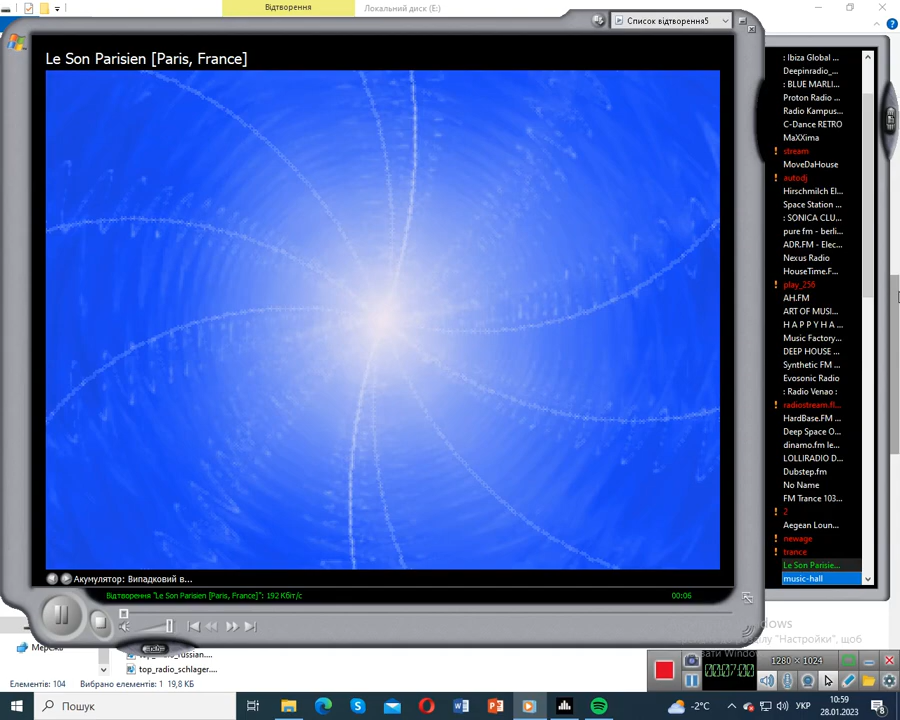 Відтворення
Локальний диск (E:)
Список відтворення5
Le Son Parisien [Paris, France]
: Ibiza Global ...
Deepinradio_...
: BLUE MARLI...
Proton Radio ...
Radio Kampus...
C-Dance RETRO
MaXXima
! stream
MoveDaHouse
! autodj
Hirschmilch El...
Space Station ...
: SONICA CLU...
pure fm - berli...
ADR.FM - Elec...
Nexus Radio
HouseTime.F...
! play_256
AH.FM
ART OF MUSI...
H A P P Y H A ...
Music Factory...
DEEP HOUSE ...
Synthetic FM ...
Evosonic Radio
: Radio Venao :
! radiostream.fl...
HardBase.FM ...
Deep Space O...
dinamo.fm le...
LOLLIRADIO D...
Dubstep.fm
No Name
FM Trance 103...
! 2
Aegean Loun...
! newage
! trance
Le Son Parisie...
music-hall
Акумулятор: Випадковий в...
Відтворення "Le Son Parisien [Paris, France]": 192 Кбіт/с
00:06
Мережа
top_radio_russian....
top_radio_schlager....
Елементів: 104
Вибрано елементів: 1 19,8 КБ
розділу "Настройки", щоб
1280 × 1024
00:07:00
Пошук
-2°C
УКР
10:59
28.01.2023
8